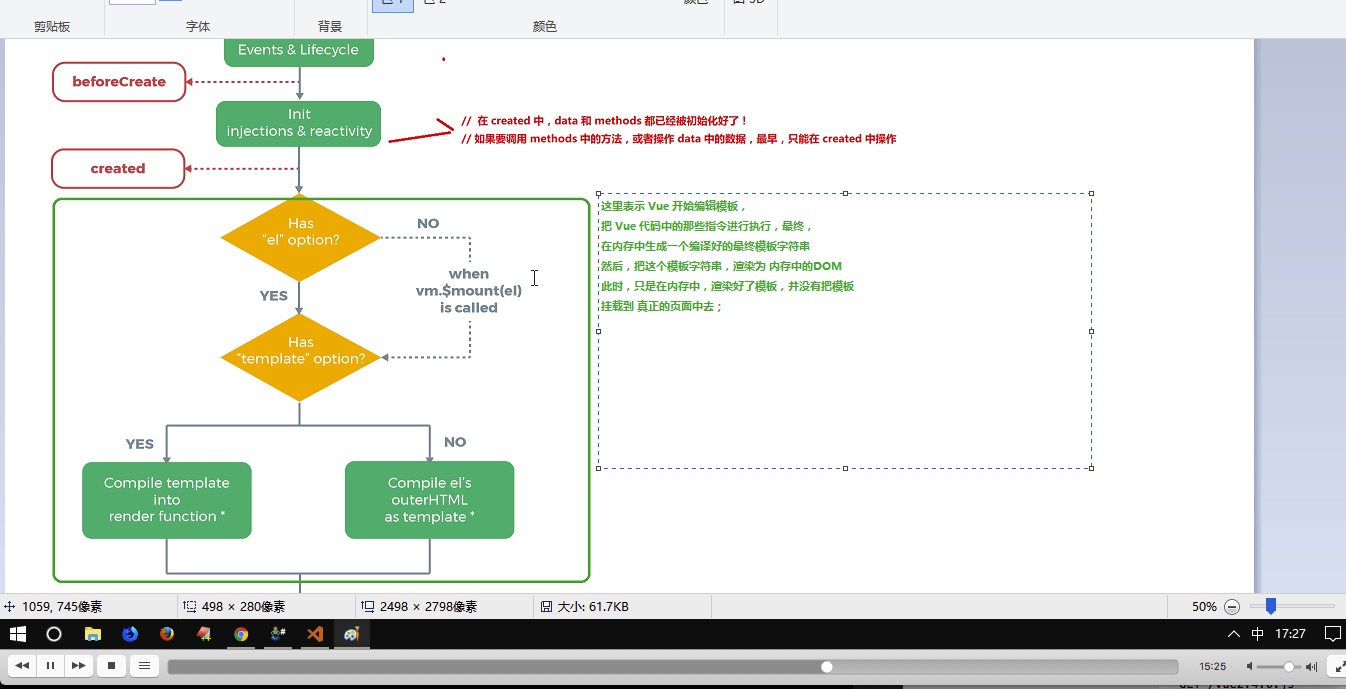 剪贴板
字体
背景
颜色
Events & Lifecycle
beforeCreate
Init
injections & reactivity
// 在 created 中，data 和 methods 都已经被初始化好了！
// 如果要调用 methods 中的方法，或者操作 data 中的数据，最早，只能在 created 中操作
created
Has
“el” option?
NO
YES
when
vm.$mount(el)
is called
Has
“template” option?
YES
NO
Compile template
into
render function *
Compile el's
outerHTML
as template *
这里表示 Vue 开始编辑模板，
把 Vue 代码中的那些指令进行执行，最终，
在内存中生成一个编译好的最终模板字符串
然后，把这个模板字符串，渲染为 内存中的DOM
此时，只是在内存中，渲染好了模板，并没有把模板
挂载到 真正的页面中去；
1059, 745像素
498 × 280像素
2498 × 2798像素
大小: 61.7KB
50%
中
17:27
15:25